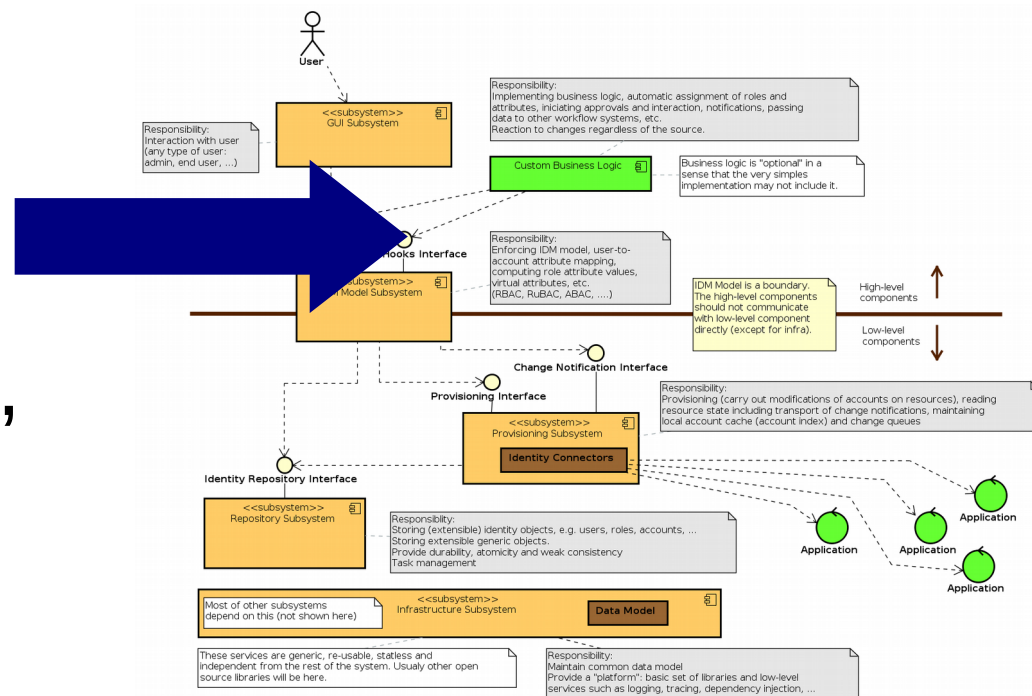 User
<<subsystem>>
GUI Subsystem
Responsibility:
Interaction with user
(any type of user:
admin, end user, ...)
Responsibility:
Implementing business logic, automatic assignment of roles and
attributes, iniciating approvals and interaction, notifications, passing
data to other workflow systems, etc.
Reaction to changes regardless of the source.
Custom Business Logic
Business logic is "optional" in a
sense that the very simples
implementation may not include it.
Hooks Interface
Responsibility:
Enforcing IDM model, user-to-
account attribute mapping,
computing role attribute values,
virtual attributes, etc.
(RBAC, RuBAC, ABAC, ....)
subsystem>>
Model Subsystem
IDM Model is a boundary.
The high-level components
should not communicate
with low-level component
directly (except for infra).
High-level
components
Low-level
components
Change Notification Interface
Provisioning Interface
Responsibility:
Provisioning (carry out modifications of accounts on resources), reading
resource state including transport of change notifications, maintaining
local account cache (account index) and change queues
<<subsystem>>
Provisioning Subsystem
Identity Connectors
,
Identity Repository Interface
<<subsystem>>
Repository Subsystem
Responsibility:
Storing (extensible) identity objects, e.g. users, roles, accounts, ...
Storing extensible generic objects.
Provide durability, atomicity and weak consistency
Task management
Application
Application
Application
Application
Most of other subsystems
depend on this (not shown here)
<<subsystem>>
Infrastructure Subsystem
Data Model
These services are generic, re-usable, statless and
independent from the rest of the system. Usualy other open
source libraries will be here.
Responsibility:
Maintain common data model
Provide a "platform": basic set of libraries and low-level
services such as logging, tracing, dependency injection, ...